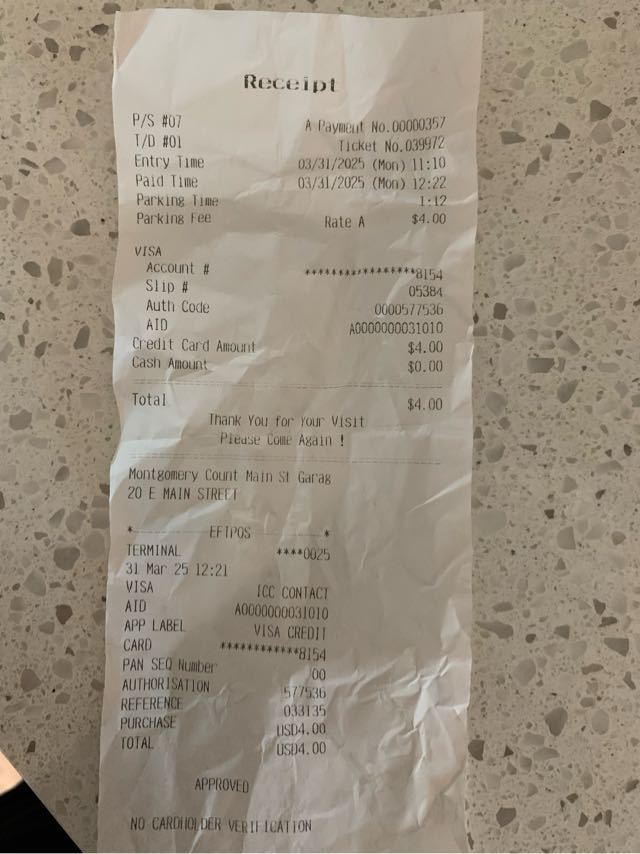 Receipt
P/S #07 A Payment No.00000357
T/D #01 Ticket No.039972
Entry Time 03/31/2025 (Mon) 11:10
Paid Time 03/31/2025 (Mon) 12:22
Parking Time 1:12
Parking Fee Rate A $4.00
VISA
Account # ****************8154
Slip # 05384
Auth Code 0000577536
AID A0000000031010
Credit Card Amount $4.00
Cash Amount $0.00
Total $4.00
Thank You for Your Visit
Please Come Again !
Montgomery Count Main St Garag
20 E MAIN STREET
*---------- EFTPOS ----------*
TERMINAL ****0025
31 Mar 25 12:21
VISA ICC CONTACT
AID A0000000031010
APP LABEL VISA CREDIT
CARD ************8154
PAN SEQ Number 00
AUTHORISATION 577536
REFERENCE 033135
PURCHASE USD4.00
TOTAL USD4.00
APPROVED
NO CARDHOLDER VERIFICATION